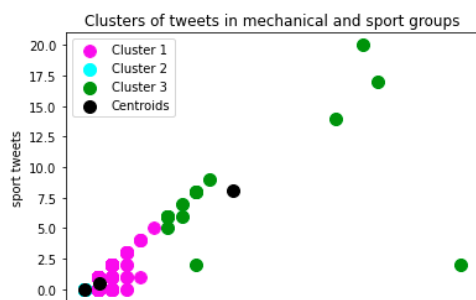 Clusters of tweets in mechanical and sport groups
20.0
17.5
15.0
12.5
10.0
7.5
5.0
2.5
0.0
sport tweets
Cluster 1
Cluster 2
Cluster 3
Centroids